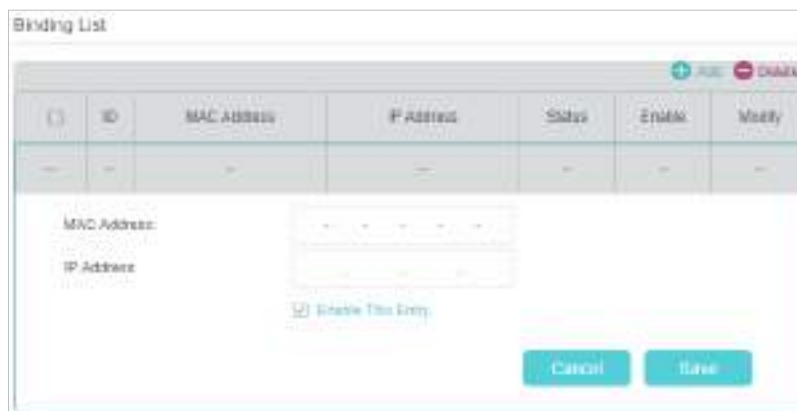 Binding List
Add Delete
ID MAC Address IP Address Status Enable Modify
-- -- -- -- -- -- --
MAC Address:
- - - - -
IP Address:
Enable This Entry
Cancel Save